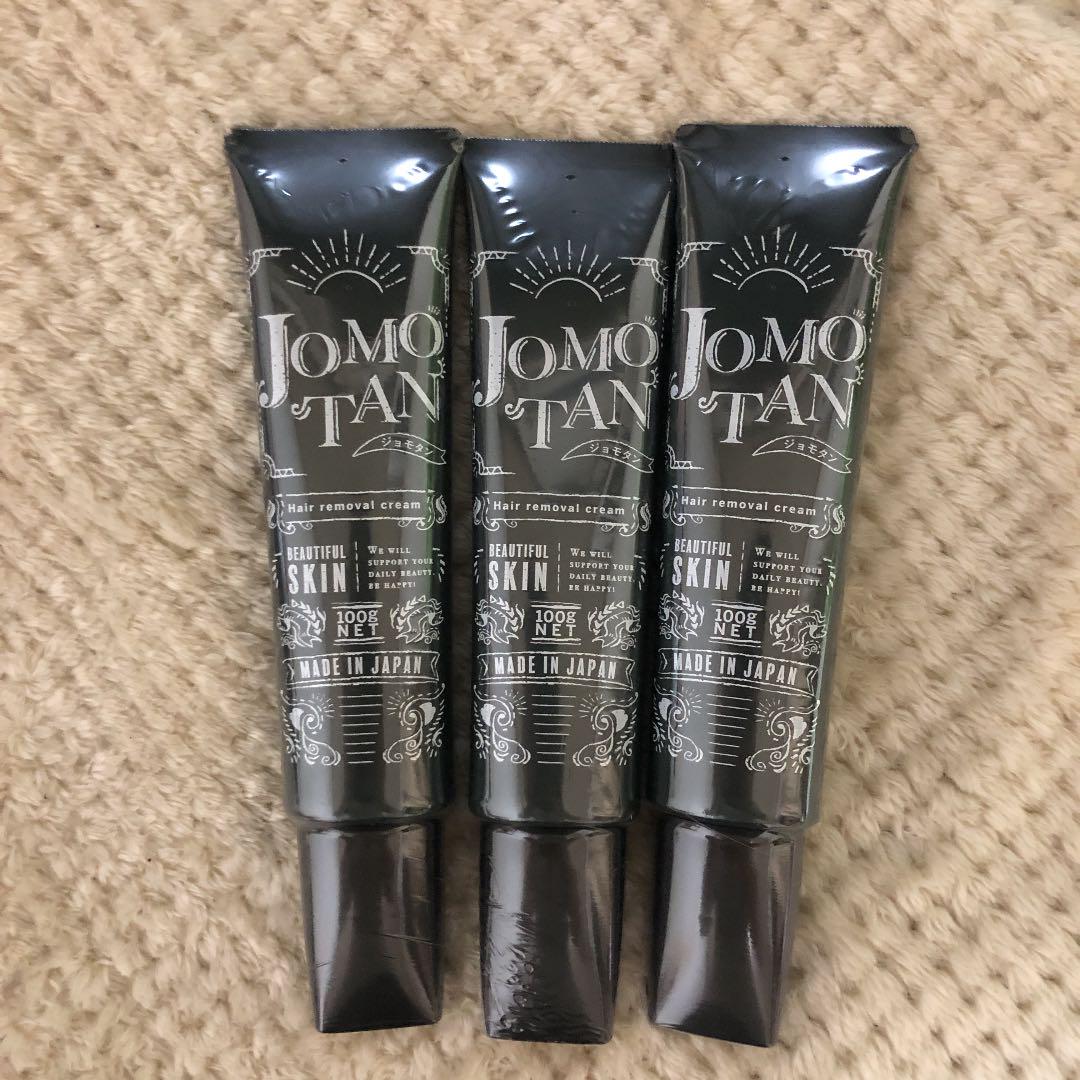 JOMO
TAN
ジョモタン
Hair removal cream
BEAUTIFUL
SKIN
WE WILL
SUPPORT YOUR
DAILY BEAUTY.
BE HAPPY!
100g
NET
MADE IN JAPAN
JOMO
TAN
ジョモタン
Hair removal cream
BEAUTIFUL
SKIN
WE WILL
SUPPORT YOUR
DAILY BEAUTY.
BE HAPPY!
100g
NET
MADE IN JAPAN
JOMO
TAN
ジョモタン
Hair removal cream
BEAUTIFUL
SKIN
WE WILL
SUPPORT YOUR
DAILY BEAUTY.
BE HAPPY!
100g
NET
MADE IN JAPAN